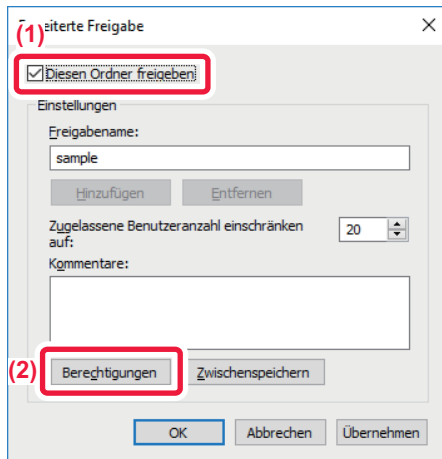 (1)
Erweiterte Freigabe
Diesen Ordner freigeben
Einstellungen
Freigabename:
sample
Hinzufügen Entfernen
Zugelassene Benutzeranzahl einschränken
auf:
20
Kommentare:
(2)
Berechtigungen Zwischenspeichern
OK Abbrechen Übernehmen